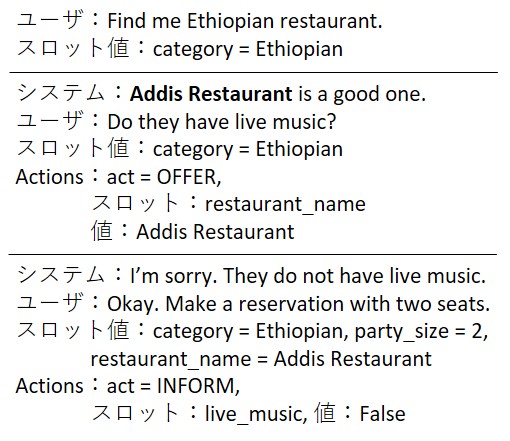 ユーザ：Find me Ethiopian restaurant.
スロット値：category = Ethiopian
システム：Addis Restaurant is a good one.
ユーザ：Do they have live music?
スロット値：category = Ethiopian
Actions：act = OFFER,
スロット：restaurant_name
値：Addis Restaurant
システム：I’m sorry. They do not have live music.
ユーザ：Okay. Make a reservation with two seats.
スロット値：category = Ethiopian, party_size = 2,
restaurant_name = Addis Restaurant
Actions：act = INFORM,
スロット：live_music, 値：False